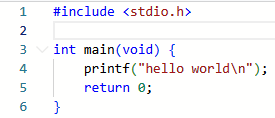 1 #include <stdio.h>
2
3 int main(void) {
4     printf("hello world\n");
5     return 0;
6 }